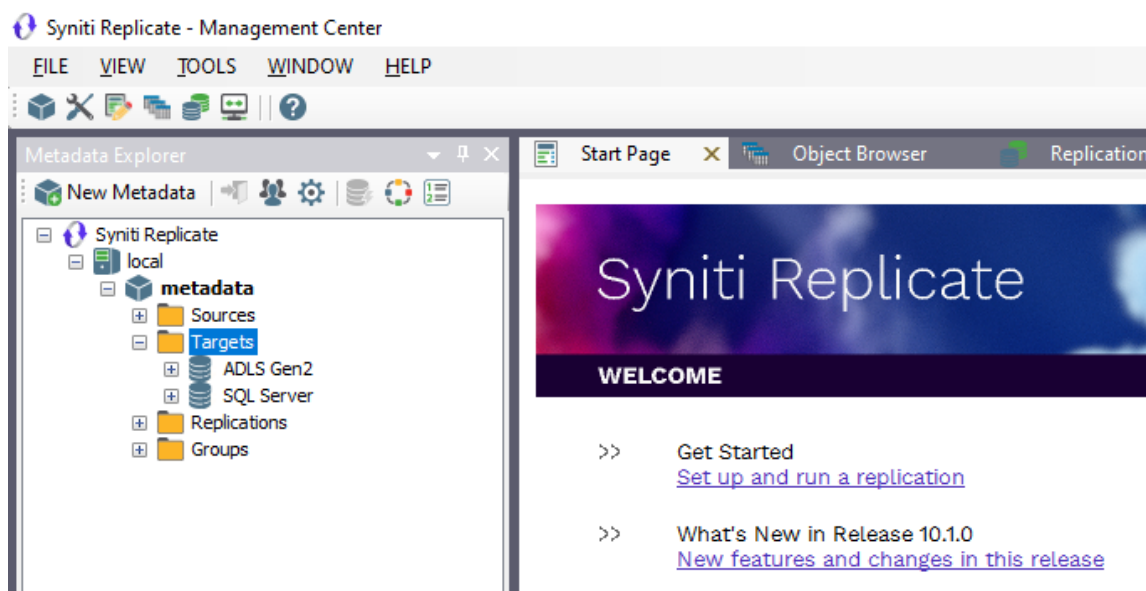 Syniti Replicate - Management Center
FILE VIEW TOOLS WINDOW HELP
Metadata Explorer
New Metadata
Syniti Replicate
local
metadata
Sources
Targets
ADLS Gen2
SQL Server
Replications
Groups
Start Page Object Browser Replication
Syniti Replicate
WELCOME
>> Get Started
Set up and run a replication
>> What's New in Release 10.1.0
New features and changes in this release